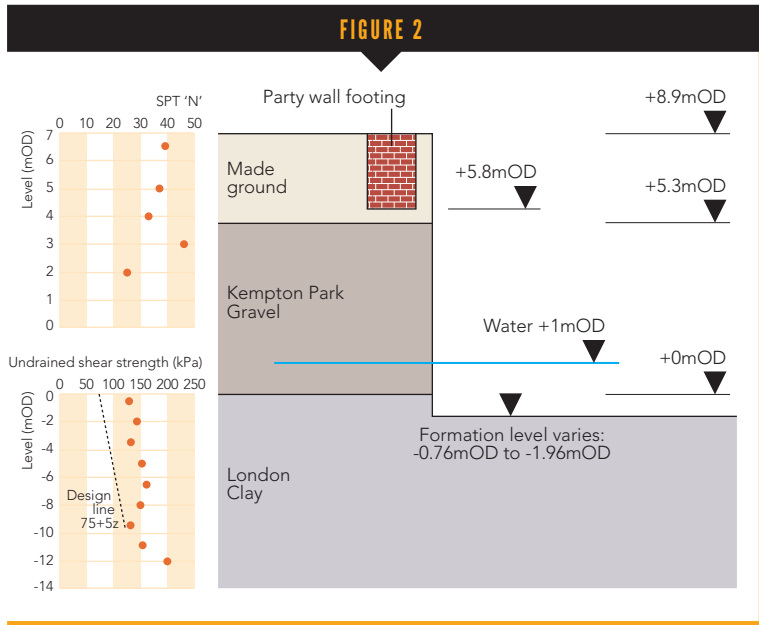 FIGURE 2
SPT 'N'
0 10 20 30 40 50
Level (mOD)
7
6
5
4
3
2
1
0
Party wall footing
+8.9mOD
Made
ground
+5.8mOD
+5.3mOD
Kempton Park
Gravel
Water +1mOD
+0mOD
Undrained shear strength (kPa)
0 50 100 150 200 250
Level (mOD)
0
-2
-4
-6
-8
-10
-12
-14
Design
line
75+5z
Formation level varies:
-0.76mOD to -1.96mOD
London
Clay